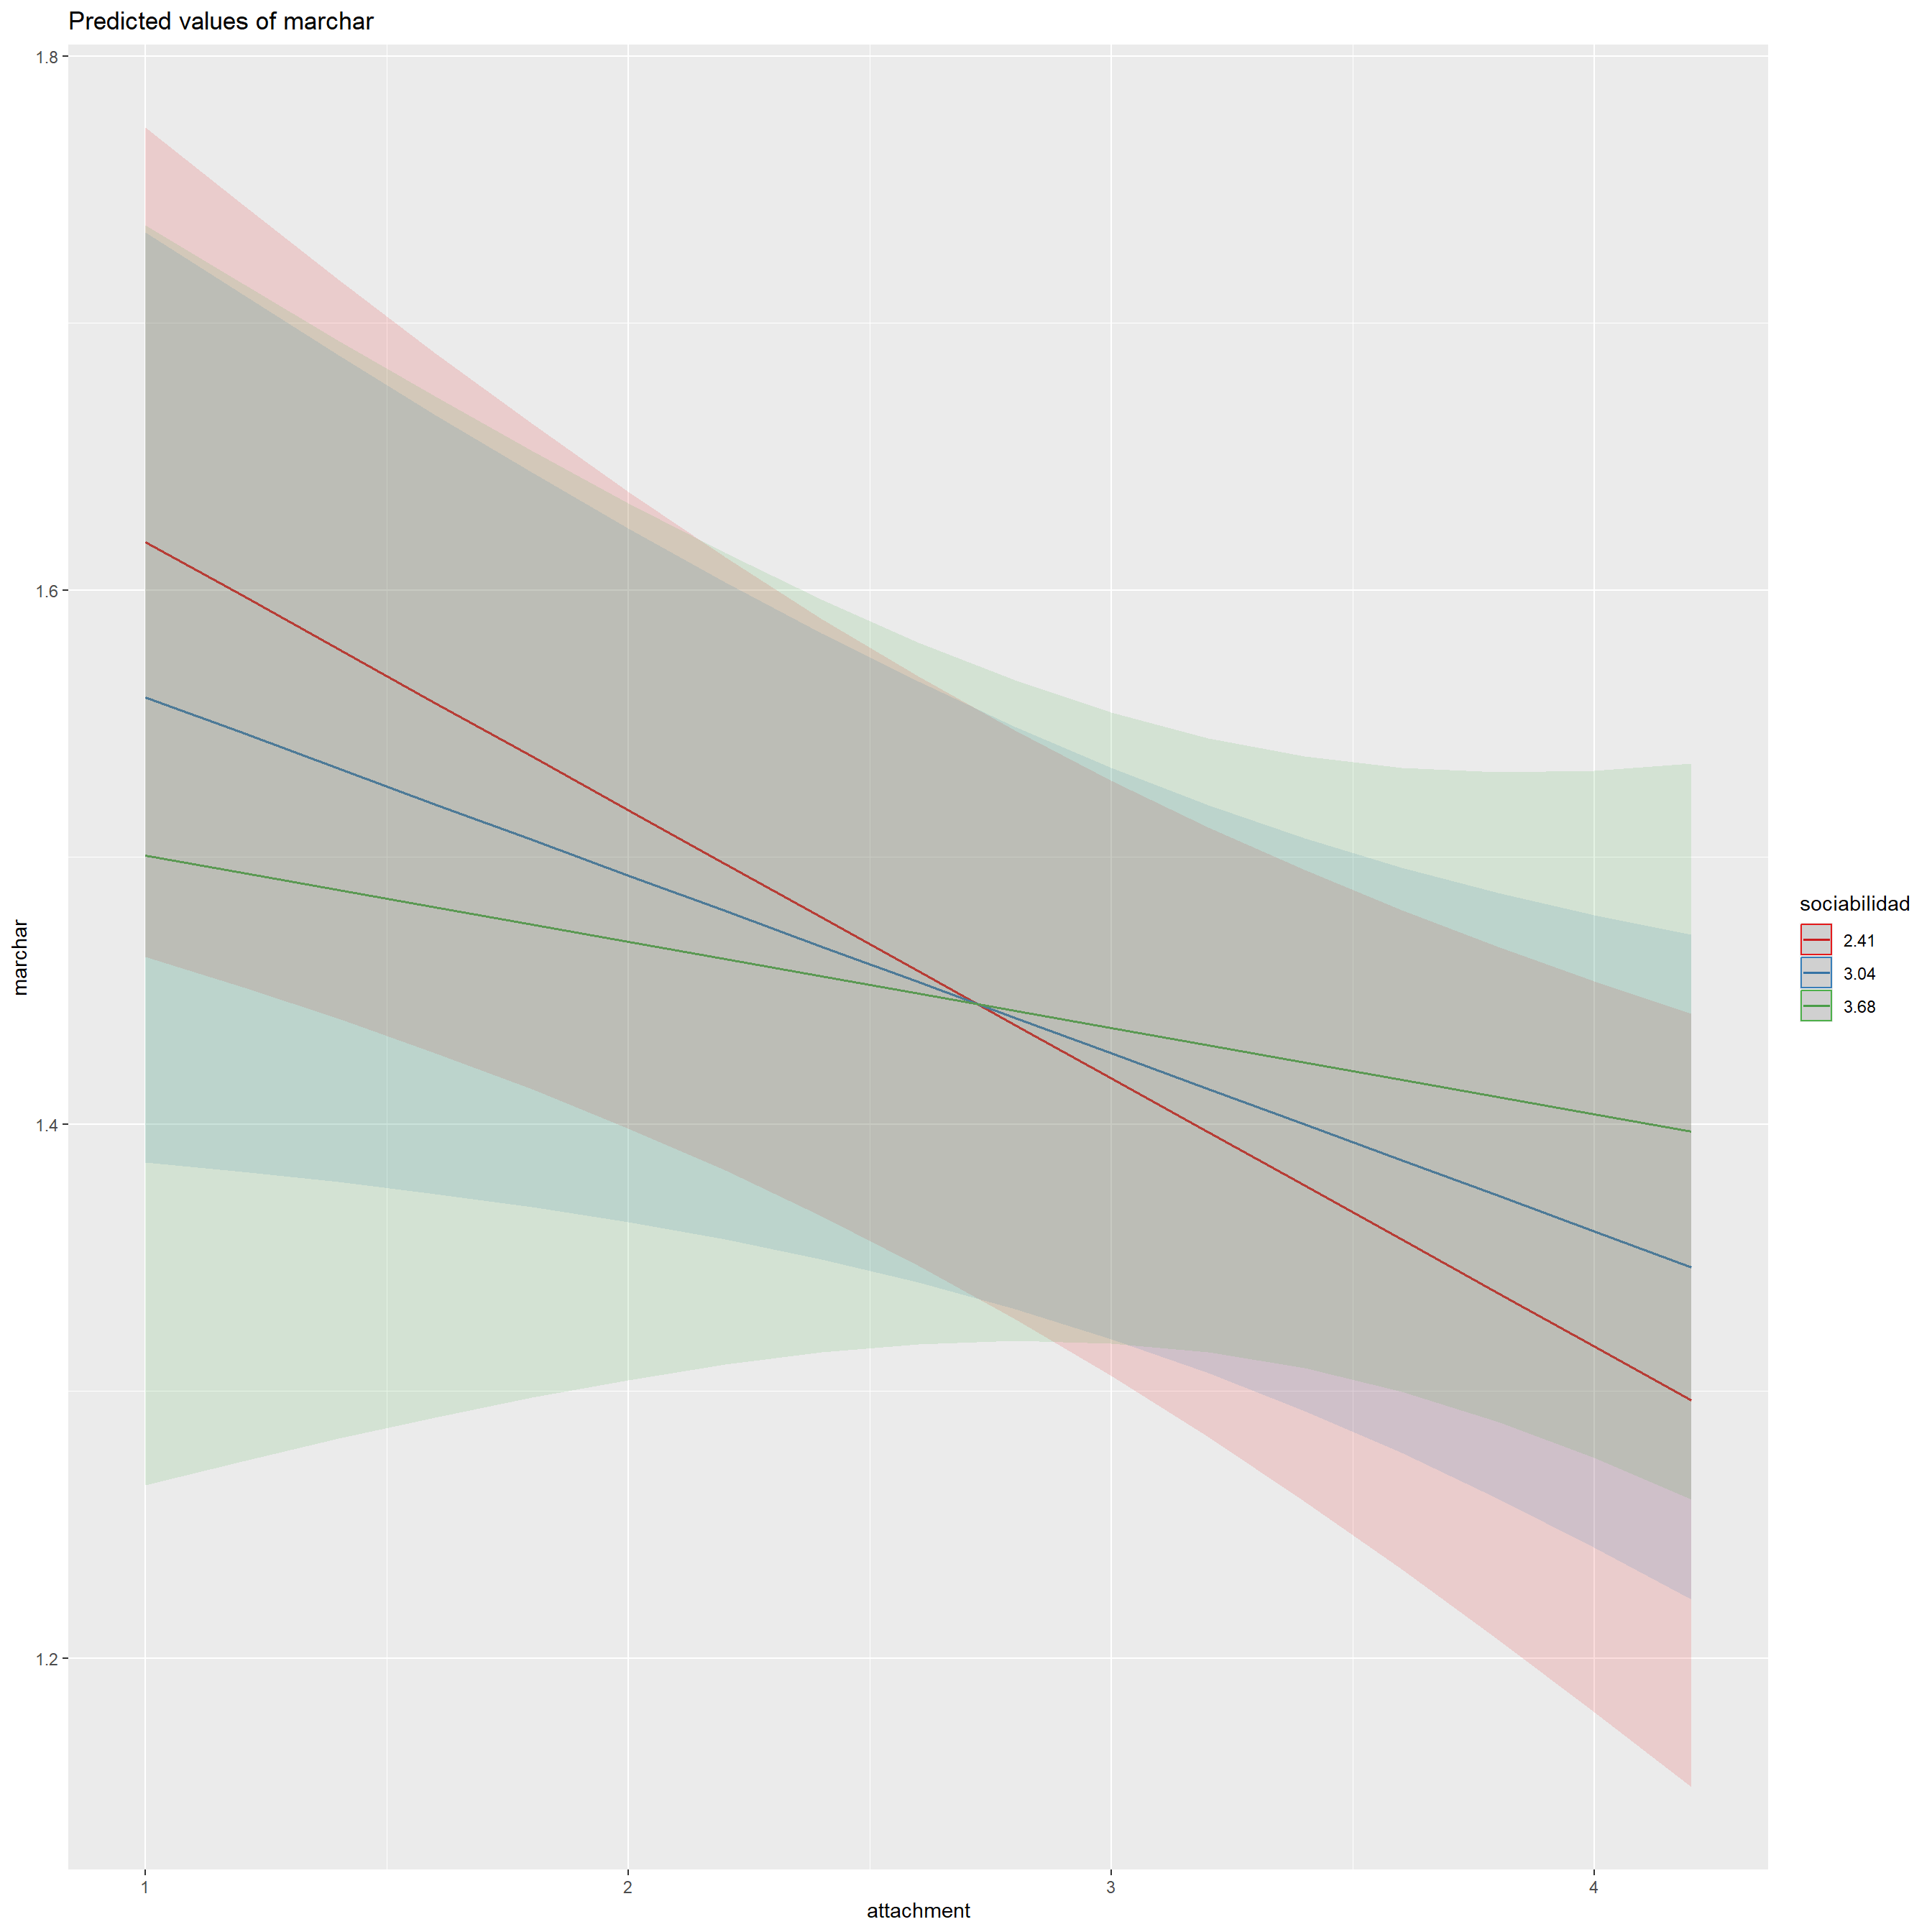 Predicted values of marchar
1.8
1.6
1.4
1.2
marchar
1
2
3
4
attachment
sociabilidad
2.41
3.04
3.68